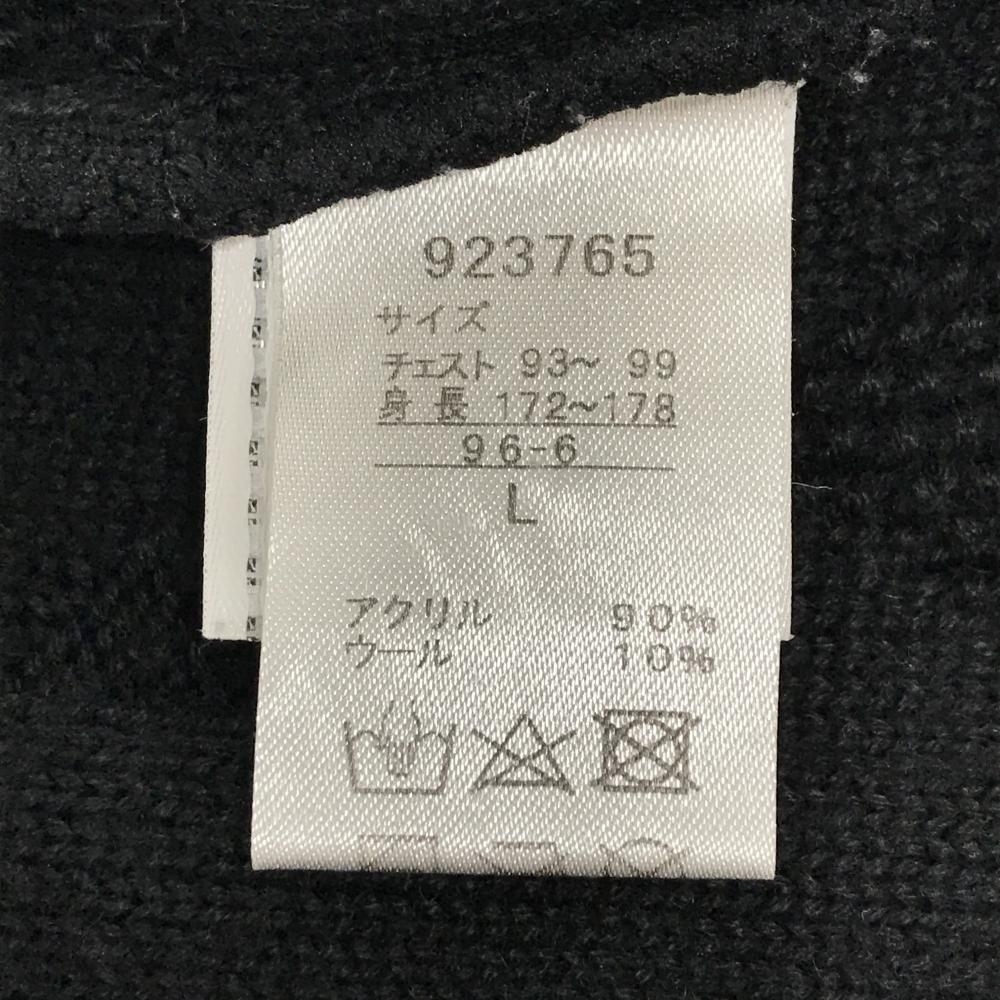 923765
サイズ
チェスト 93~ 99
身 長 172~178
96-6
L
アクリル 90%
ウール 10%